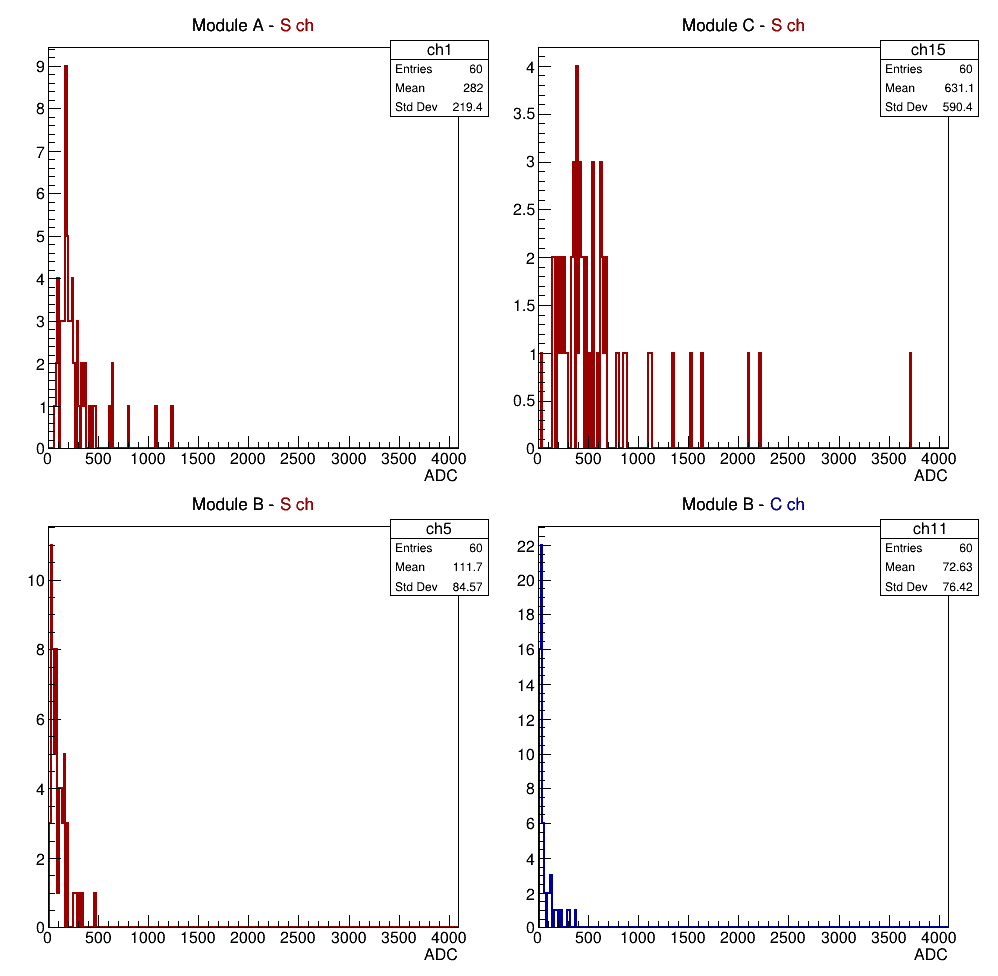 Module A - S ch
ch1
Entries 60
Mean 282
Std Dev 219.4
9
8
7
6
5
4
3
2
1
0
0 500 1000 1500 2000 2500 3000 3500 4000
ADC
Module C - S ch
ch15
Entries 60
Mean 631.1
Std Dev 590.4
4
3.5
3
2.5
2
1.5
1
0.5
0
0 500 1000 1500 2000 2500 3000 3500 4000
ADC
Module B - S ch
ch5
Entries 60
Mean 111.7
Std Dev 84.57
10
8
6
4
2
0
0 500 1000 1500 2000 2500 3000 3500 4000
ADC
Module B - C ch
ch11
Entries 60
Mean 72.63
Std Dev 76.42
22
20
18
16
14
12
10
8
6
4
2
0
0 500 1000 1500 2000 2500 3000 3500 4000
ADC